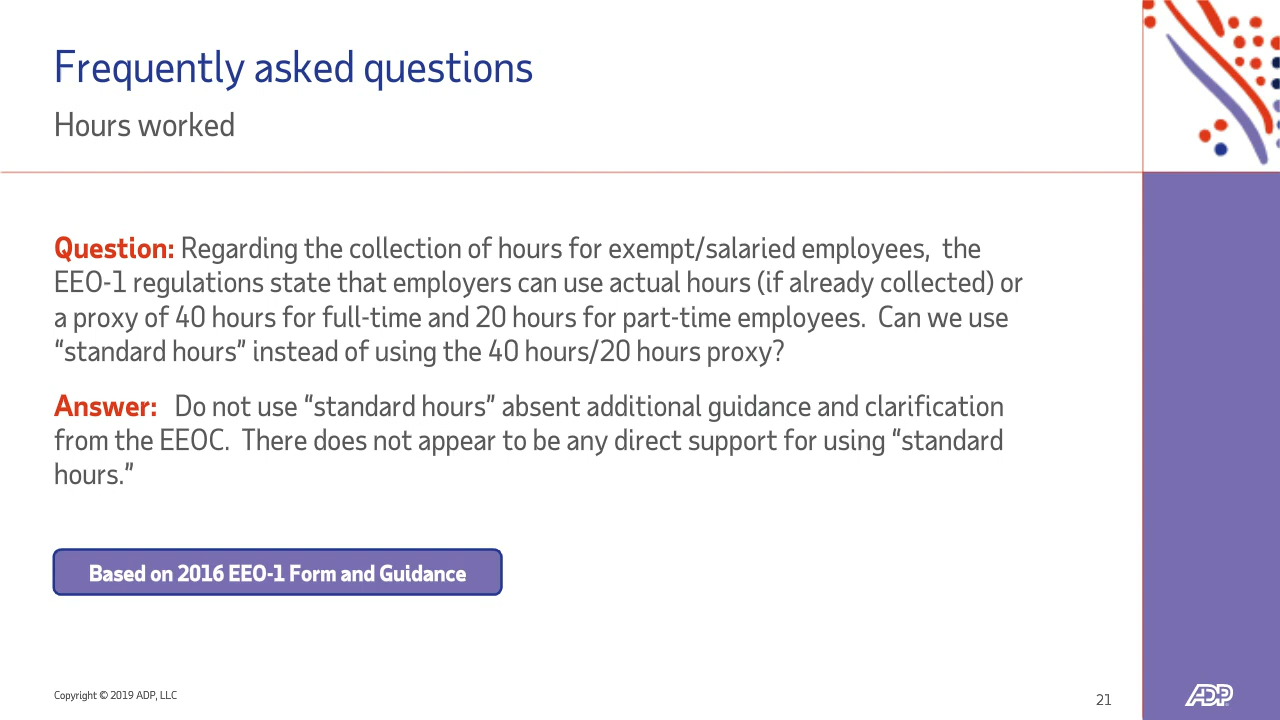 Frequently asked questions
Hours worked
Question: Regarding the collection of hours for exempt/salaried employees,  the
EEO-1 regulations state that employers can use actual hours (if already collected) or
a proxy of 40 hours for full-time and 20 hours for part-time employees.  Can we use
“standard hours” instead of using the 40 hours/20 hours proxy?
Answer:   Do not use “standard hours” absent additional guidance and clarification
from the EEOC.  There does not appear to be any direct support for using “standard
hours.”
Based on 2016 EEO-1 Form and Guidance
Copyright © 2019 ADP, LLC
21
ADP